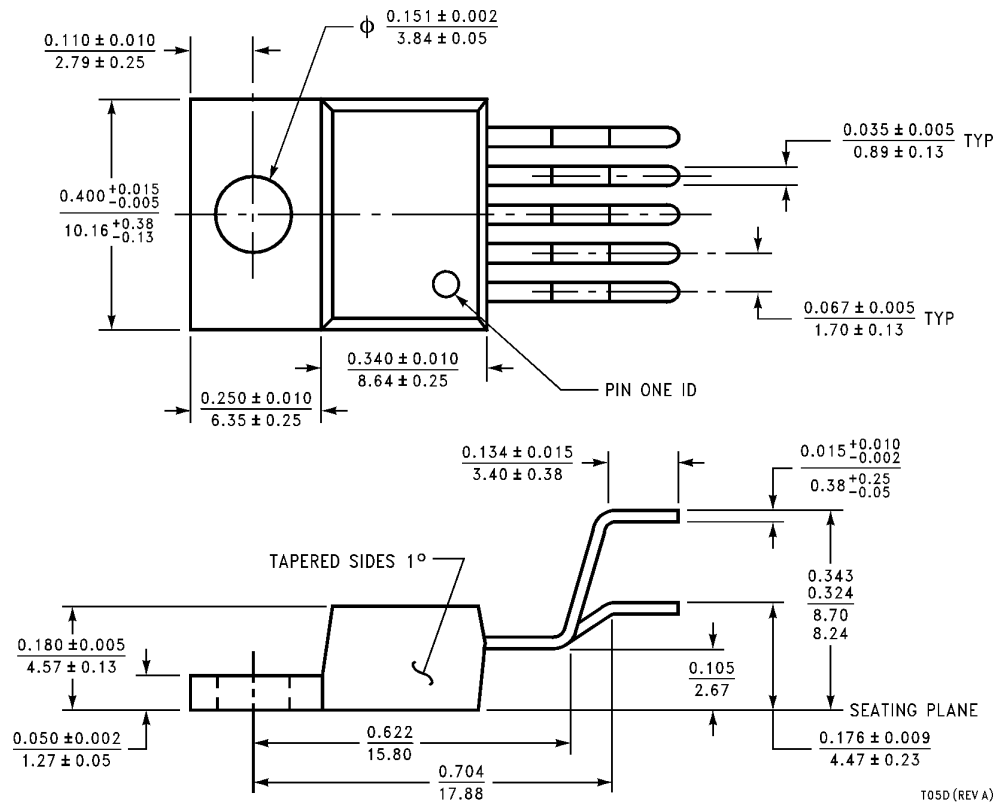 ϕ 0.151 ± 0.002
3.84 ± 0.05
0.110 ± 0.010
2.79 ± 0.25
0.035 ± 0.005
0.89 ± 0.13
TYP
0.400 +0.015
-0.005
10.16 +0.38
-0.13
0.067 ± 0.005
1.70 ± 0.13
TYP
0.340 ± 0.010
8.64 ± 0.25
PIN ONE ID
0.250 ± 0.010
6.35 ± 0.25
0.134 ± 0.015
3.40 ± 0.38
0.015 +0.010
-0.002
0.38 +0.25
-0.05
TAPERED SIDES 1°
0.343
0.324
8.70
8.24
0.180 ±0.005
4.57 ± 0.13
0.105
2.67
SEATING PLANE
0.050 ±0.002
1.27 ± 0.05
0.622
15.80
0.176 ±0.009
4.47 ± 0.23
0.704
17.88
T05D (REV A)